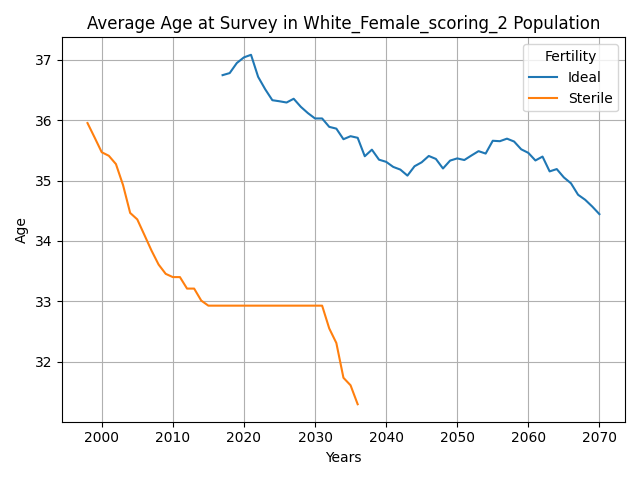 Average Age at Survey in White_Female_scoring_2 Population
Fertility
Ideal
Sterile
37
36
35
34
33
32
Age
2000 2010 2020 2030 2040 2050 2060 2070
Years